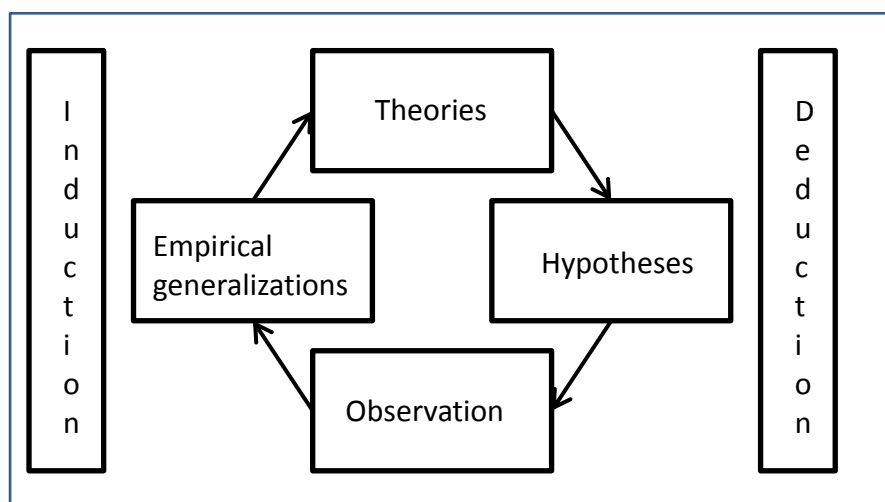 Induction
Theories
Empirical
generalizations
Hypotheses
Observation
Deduction